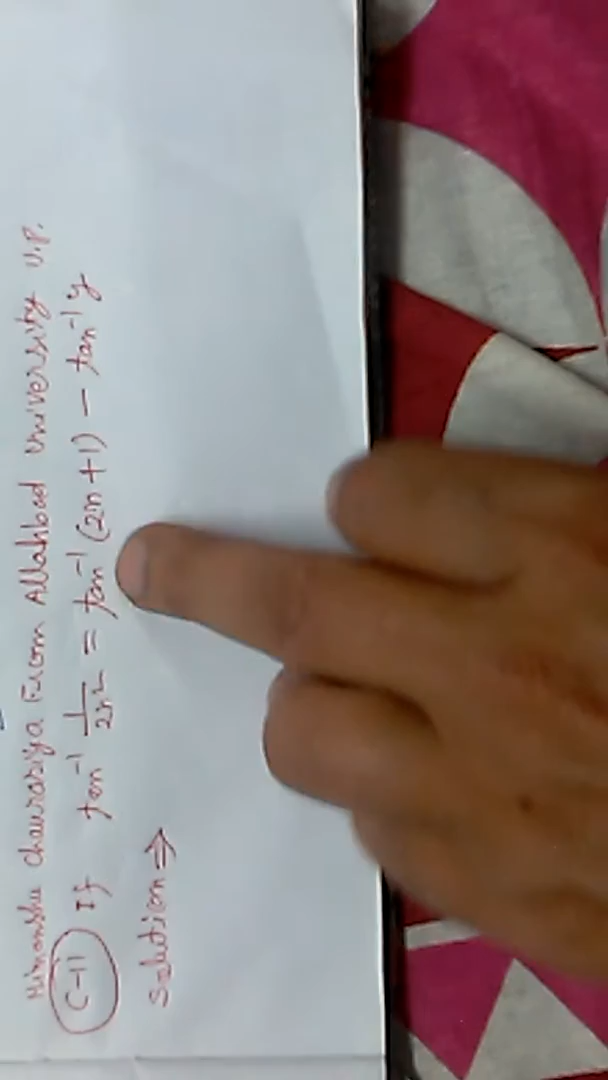 Himanshu chaurasiya From Allahbad University U.P.
(C-11) If tan⁻¹ 1/2n² = tan⁻¹ (2n+1) - tan⁻¹ y
Solution ⇒